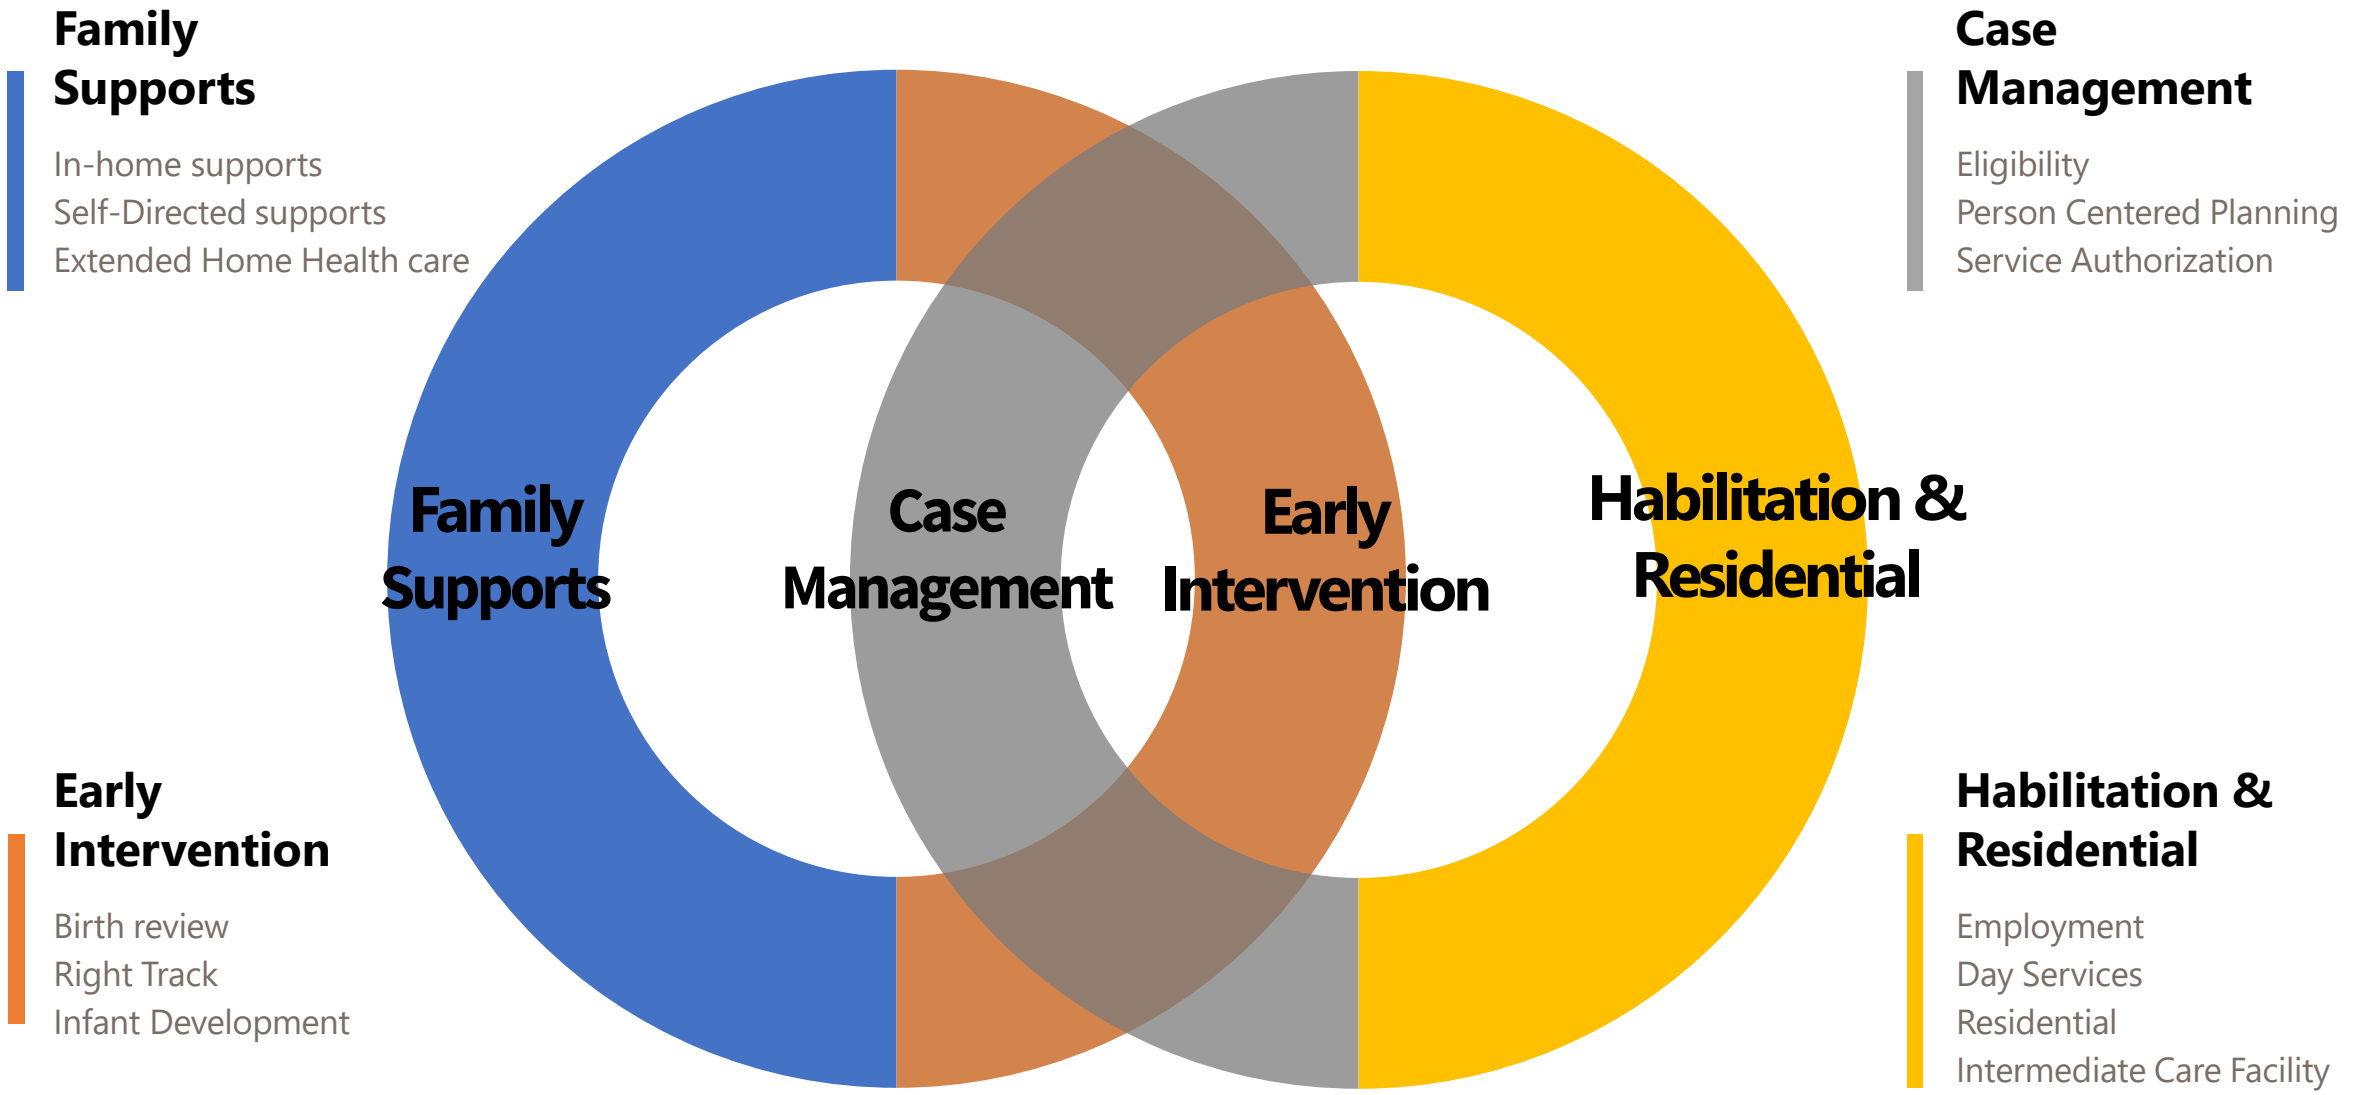 Family
Supports
In-home supports
Self-Directed supports
Extended Home Health care
Case
Management
Eligibility
Person Centered Planning
Service Authorization
Family
Supports
Case
Management
Early
Intervention
Habilitation &
Residential
Early
Intervention
Birth review
Right Track
Infant Development
Habilitation &
Residential
Employment
Day Services
Residential
Intermediate Care Facility